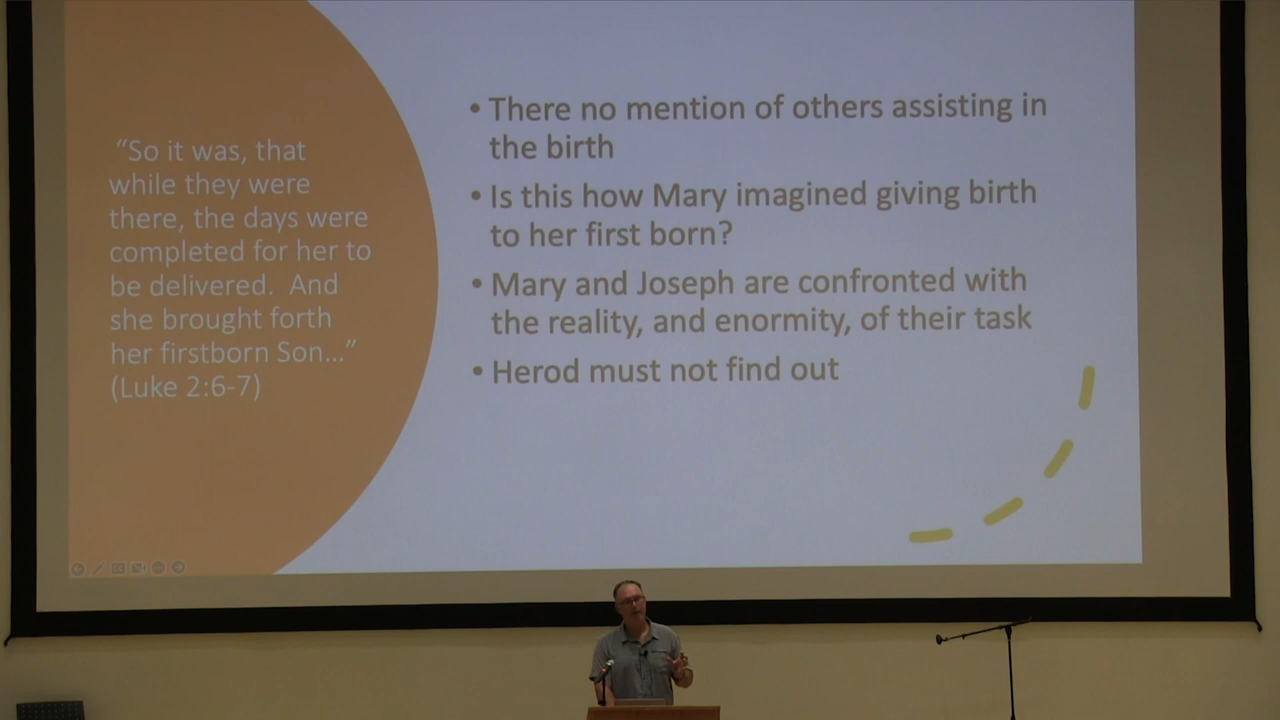 “So it was, that
while they were
there, the days were
completed for her to
be delivered.  And
she brought forth
her firstborn Son...”
(Luke 2:6-7)
• There no mention of others assisting in
the birth
• Is this how Mary imagined giving birth
to her first born?
• Mary and Joseph are confronted with
the reality, and enormity, of their task
• Herod must not find out